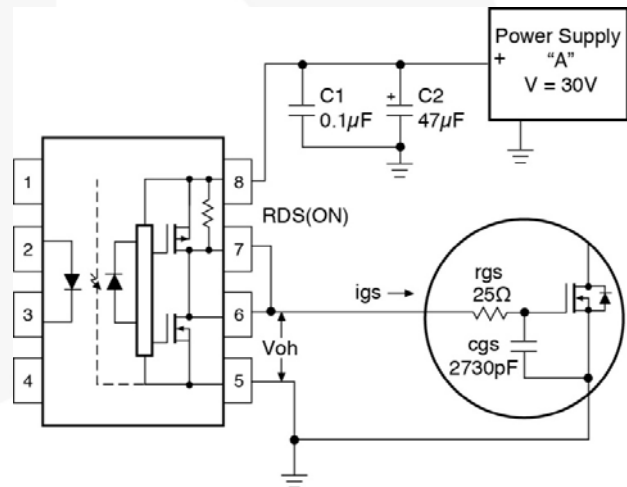 Power Supply
"A"
V = 30V
+
C1
0.1µF
+
C2
47µF
1
2
3
4
8
7
6
5
RDS(ON)
igs
Voh
rgs
25Ω
cgs
2730pF